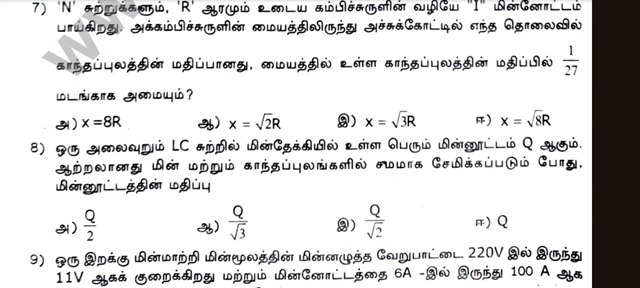 7) 'N' சுற்றுக்களும், 'R' ஆரமும் உடைய கம்பிச்சுருளின் வழியே "I" மின்னோட்டம்
பாய்கிறது. அக்கம்பிச்சுருளின் மையத்திலிருந்து அச்சுக்கோட்டில் எந்த தொலைவில்
காந்தப்புலத்தின் மதிப்பானது, மையத்தில் உள்ள காந்தப்புலத்தின் மதிப்பில் 1/27
மடங்காக அமையும்?
அ) x =8R ஆ) x = √2R இ) x = √3R ஈ) x = √8R
8) ஒரு அலைவுறும் LC சுற்றில் மின்தேக்கியில் உள்ள பெரும மின்னூட்டம் Q ஆகும்.
ஆற்றலானது மின் மற்றும் காந்தப்புலங்களில் சமமாக சேமிக்கப்படும் போது,
மின்னூட்டத்தின் மதிப்பு
அ) Q/2 ஆ) Q/√3 இ) Q/√2 ஈ) Q
9) ஒரு இறக்கு மின்மாற்றி மின்மூலத்தின் மின்னழுத்த வேறுபாட்டை 220V இல் இருந்து
11V ஆகக் குறைக்கிறது மற்றும் மின்னோட்டத்தை 6A -இல் இருந்து 100 A ஆக